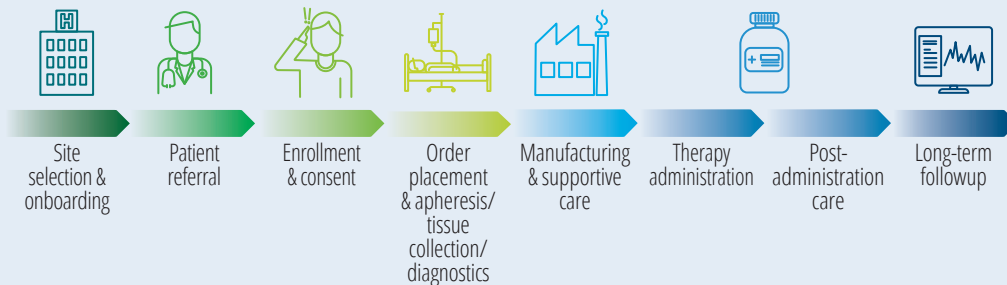 H
Site
selection &
onboarding
Patient
referral
Enrollment
& consent
Order
placement
& apheresis/
tissue
collection/
diagnostics
Manufacturing
& supportive
care
Therapy
administration
Post-
administration
care
Long-term
followup